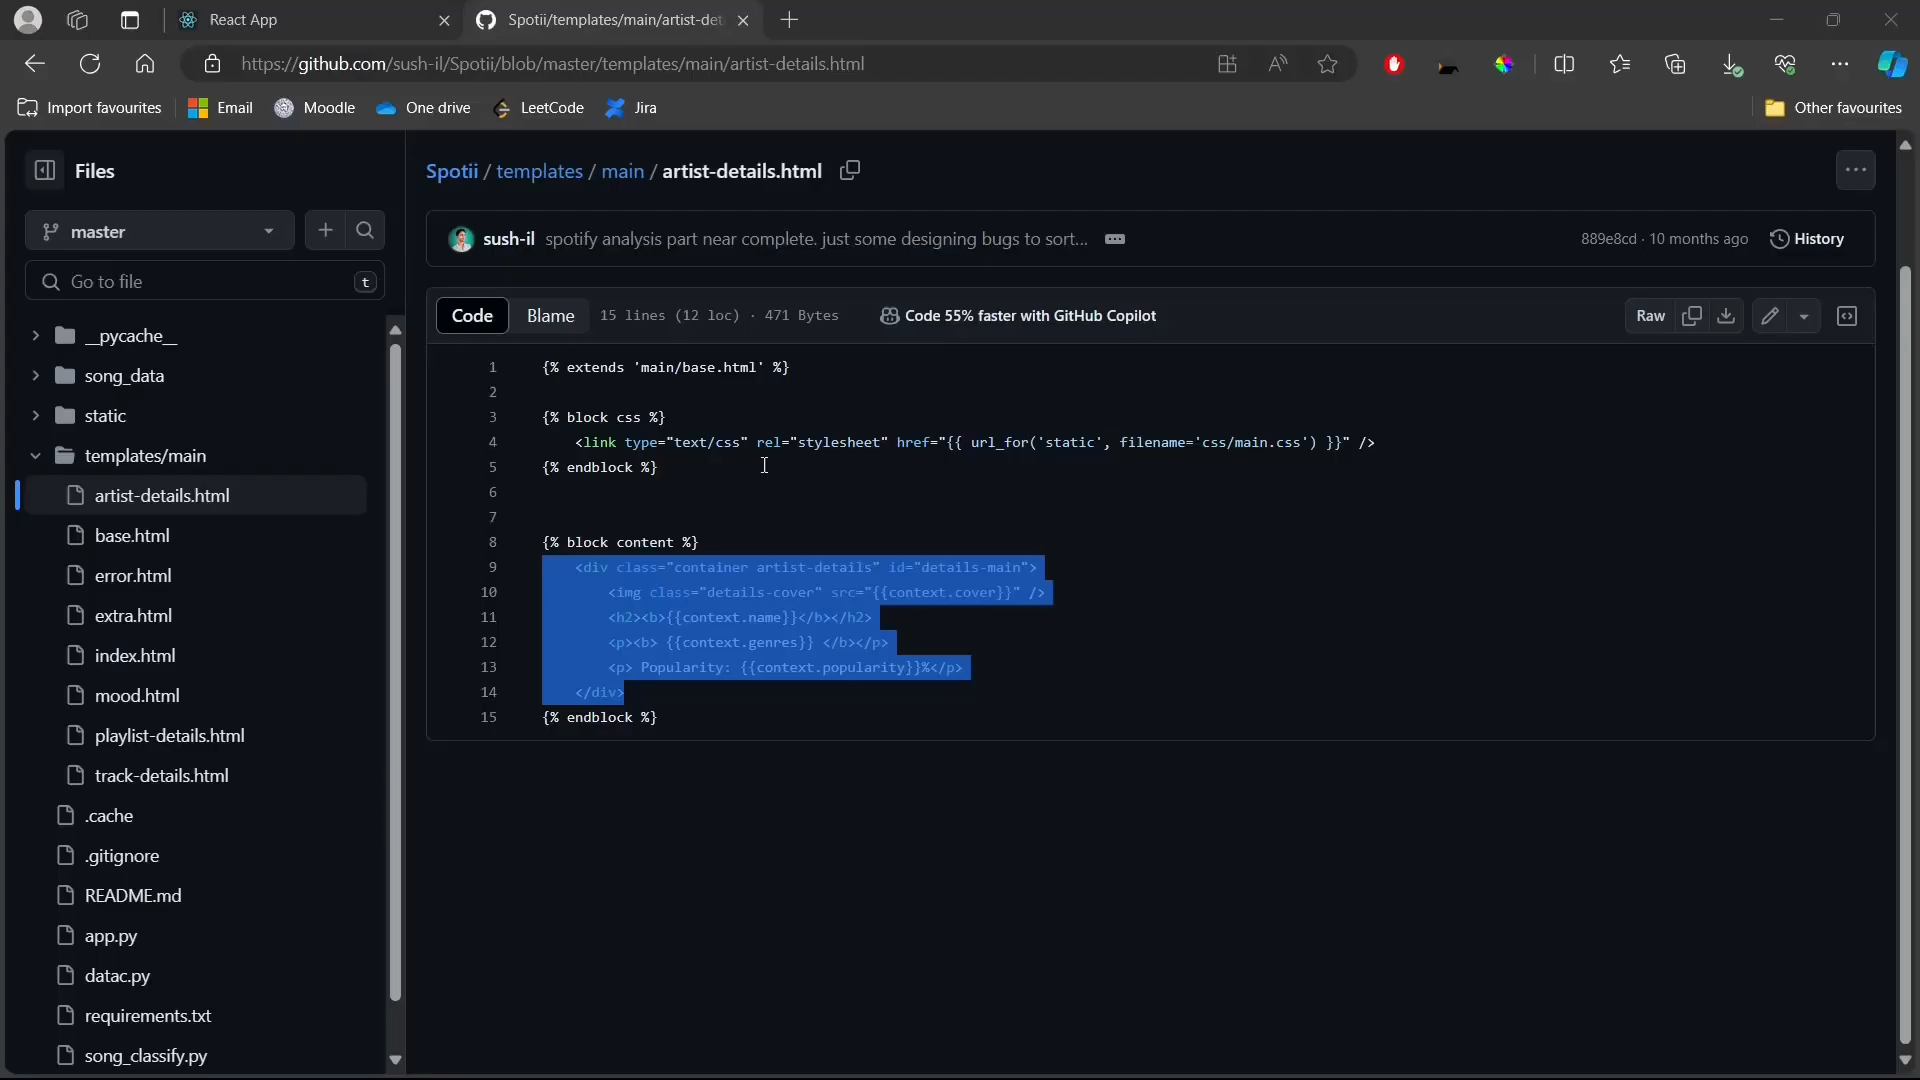 React App
Spotii/templates/main/artist-det
https://github.com/sush-il/Spotii/blob/master/templates/main/artist-details.html
Import favourites
Email
Moodle
One drive
LeetCode
Jira
Other favourites
Files
master
Go to file
t
__pycache__
song_data
static
templates/main
artist-details.html
base.html
error.html
extra.html
index.html
mood.html
playlist-details.html
track-details.html
.cache
.gitignore
README.md
app.py
datac.py
requirements.txt
song_classify.py
Spotii / templates / main / artist-details.html
sush-il spotify analysis part near complete. just some designing bugs to sort...
889e8cd · 10 months ago
History
Code
Blame
15 lines (12 loc) · 471 Bytes
Code 55% faster with GitHub Copilot
Raw
1 {% extends 'main/base.html' %}
2
3 {% block css %}
4 <link type="text/css" rel="stylesheet" href="{{ url_for('static', filename='css/main.css') }}" />
5 {% endblock %}
6
7
8 {% block content %}
9 <div class="container artist-details" id="details-main">
10 <img class="details-cover" src="{{context.cover}}" />
11 <h2><b>{{context.name}}</b></h2>
12 <p><b> {{context.genres}} </b></p>
13 <p> Popularity: {{context.popularity}}%</p>
14 </div>
15 {% endblock %}